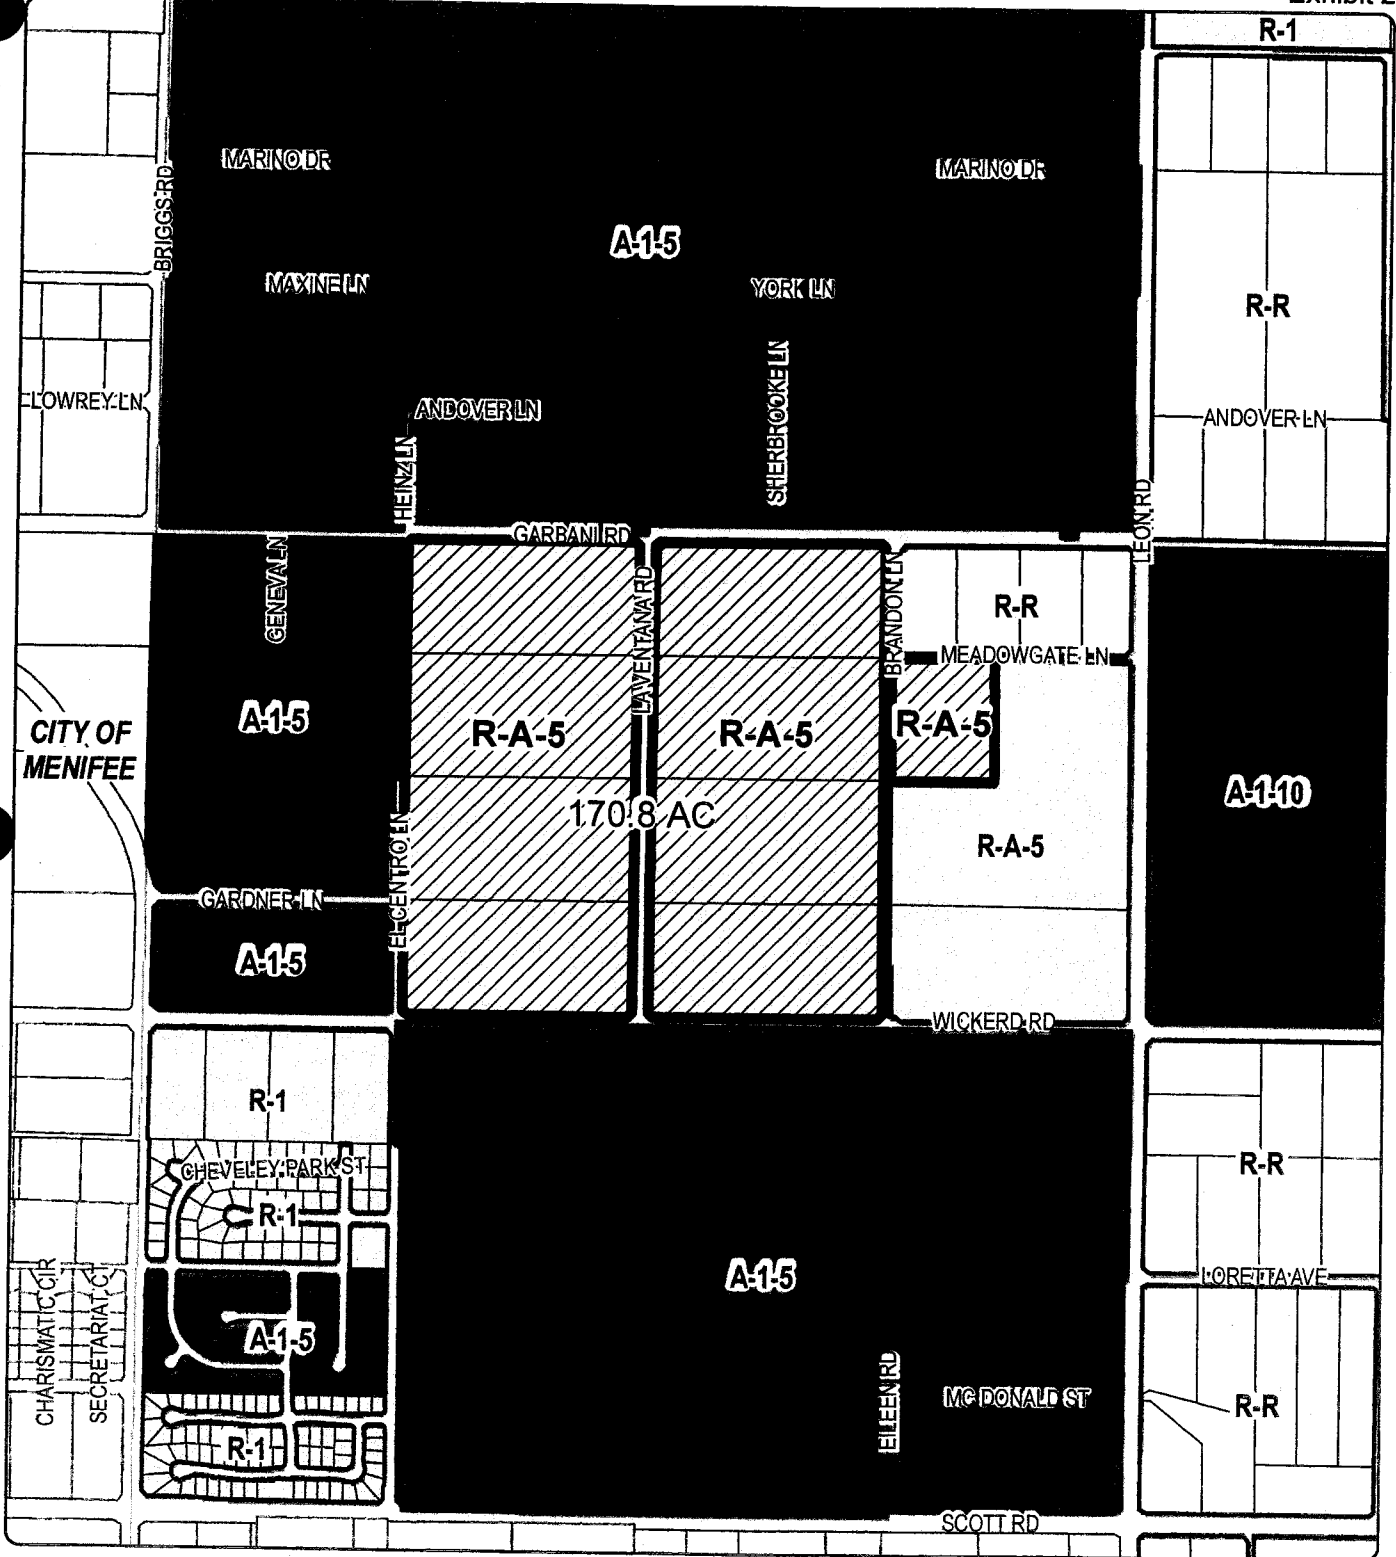 R-1
MARINO DR
MARINO DR
BRIGGS RD
A-1-5
MAXINE LN
YORK LN
R-R
SHERBROOKE LN
LOWREY LN
ANDOVER LN
ANDOVER LN
HEINZ LN
LEON RD
GARBANI RD
GENEVA LN
LA VENTANA RD
BRANDON LN
R-R
MEADOWGATE LN
CITY OF
MENIFEE
A-1-5
R-A-5
R-A-5
R-A-5
A-1-10
170.8 AC
R-A-5
EL CENTRO LN
GARDNER LN
A-1-5
WICKERD RD
R-1
CHEVELEY PARK ST
R-R
R-1
A-1-5
LORETTA AVE
CHARISMATIC CIR
SECRETARIAT CT
A-1-5
EILEEN RD
MC DONALD ST
R-R
R-1
SCOTT RD